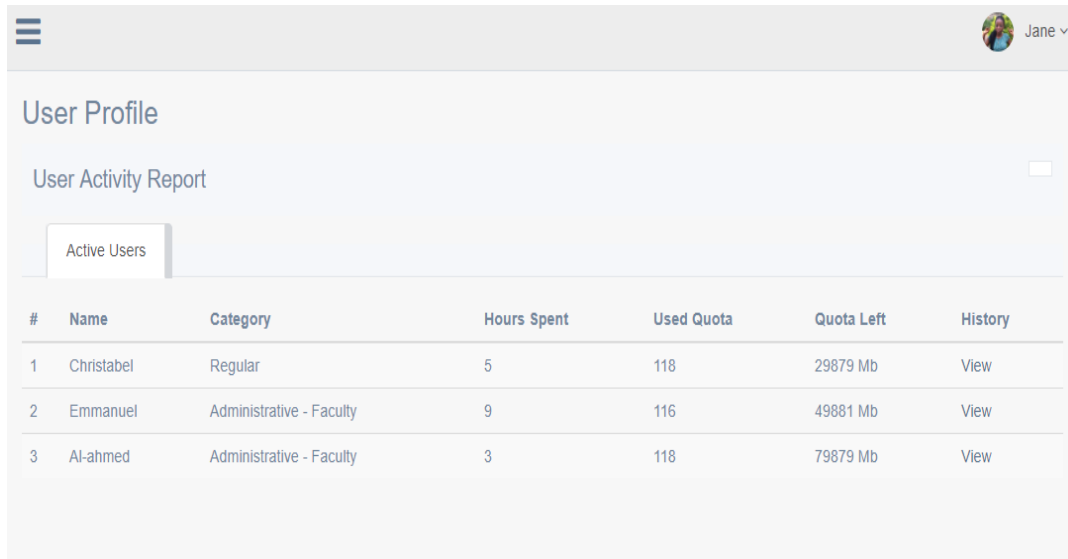 Jane
User Profile
User Activity Report
Active Users
# Name Category Hours Spent Used Quota Quota Left History
1 Christabel Regular 5 118 29879 Mb View
2 Emmanuel Administrative - Faculty 9 116 49881 Mb View
3 Al-ahmed Administrative - Faculty 3 118 79879 Mb View